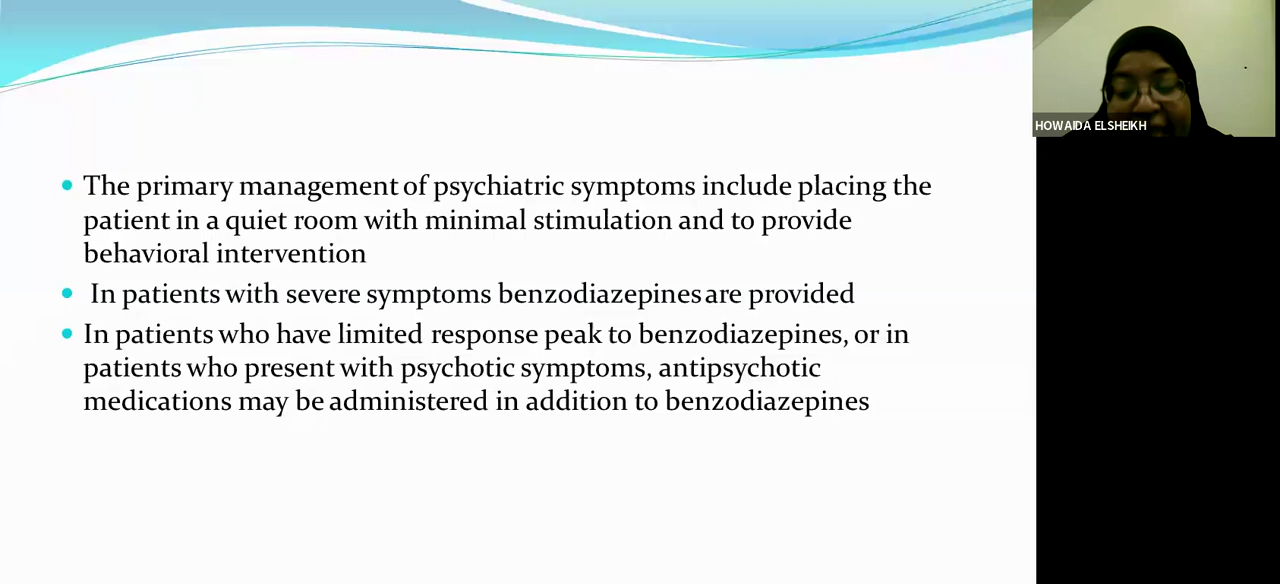 HOWAIDA ELSHEIKH
The primary management of psychiatric symptoms include placing the
patient in a quiet room with minimal stimulation and to provide
behavioral intervention
In patients with severe symptoms benzodiazepines are provided
In patients who have limited response peak to benzodiazepines, or in
patients who present with psychotic symptoms, antipsychotic
medications may be administered in addition to benzodiazepines